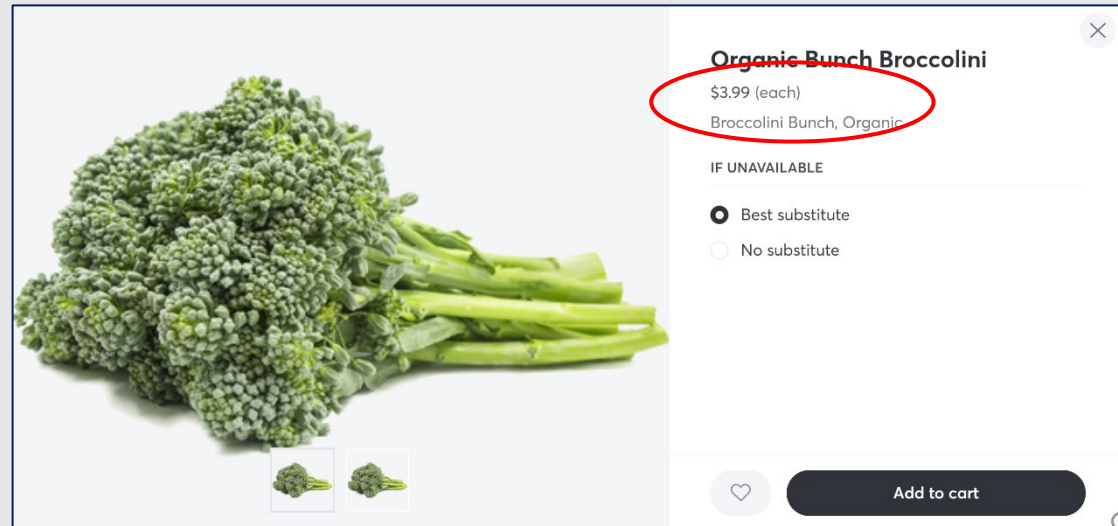 Organic Bunch Broccolini
$3.99 (each)
Broccolini Bunch, Organic
IF UNAVAILABLE
Best substitute
No substitute
Add to cart